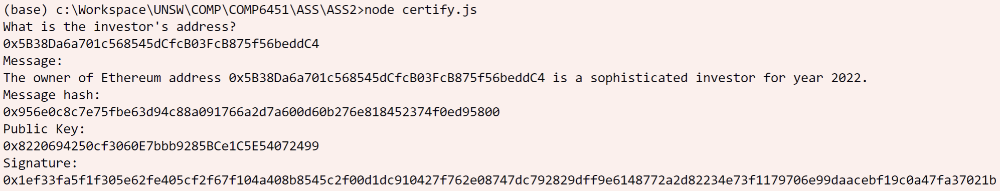 (base) c:\Workspace\UNSW\COMP\COMP6451\ASS\ASS2>node certify.js
What is the investor's address?
0x5B38Da6a701c568545dCfcB03FcB875f56beddC4
Message:
The owner of Ethereum address 0x5B38Da6a701c568545dCfcB03FcB875f56beddC4 is a sophisticated investor for year 2022.
Message hash:
0x956e0c8c7e75fbe63d94c88a091766a2d7a600d60b276e818452374f0ed95800
Public Key:
0x8220694250cf3060E7bbb9285BCe1C5E54072499
Signature:
0x1ef33fa5f1f305e62fe405cf2f67f104a408b8545c2f00d1dc910427f762e08747dc792829dff9e6148772a2d82234e73f1179706e99daacebf19c0a47fa37021b